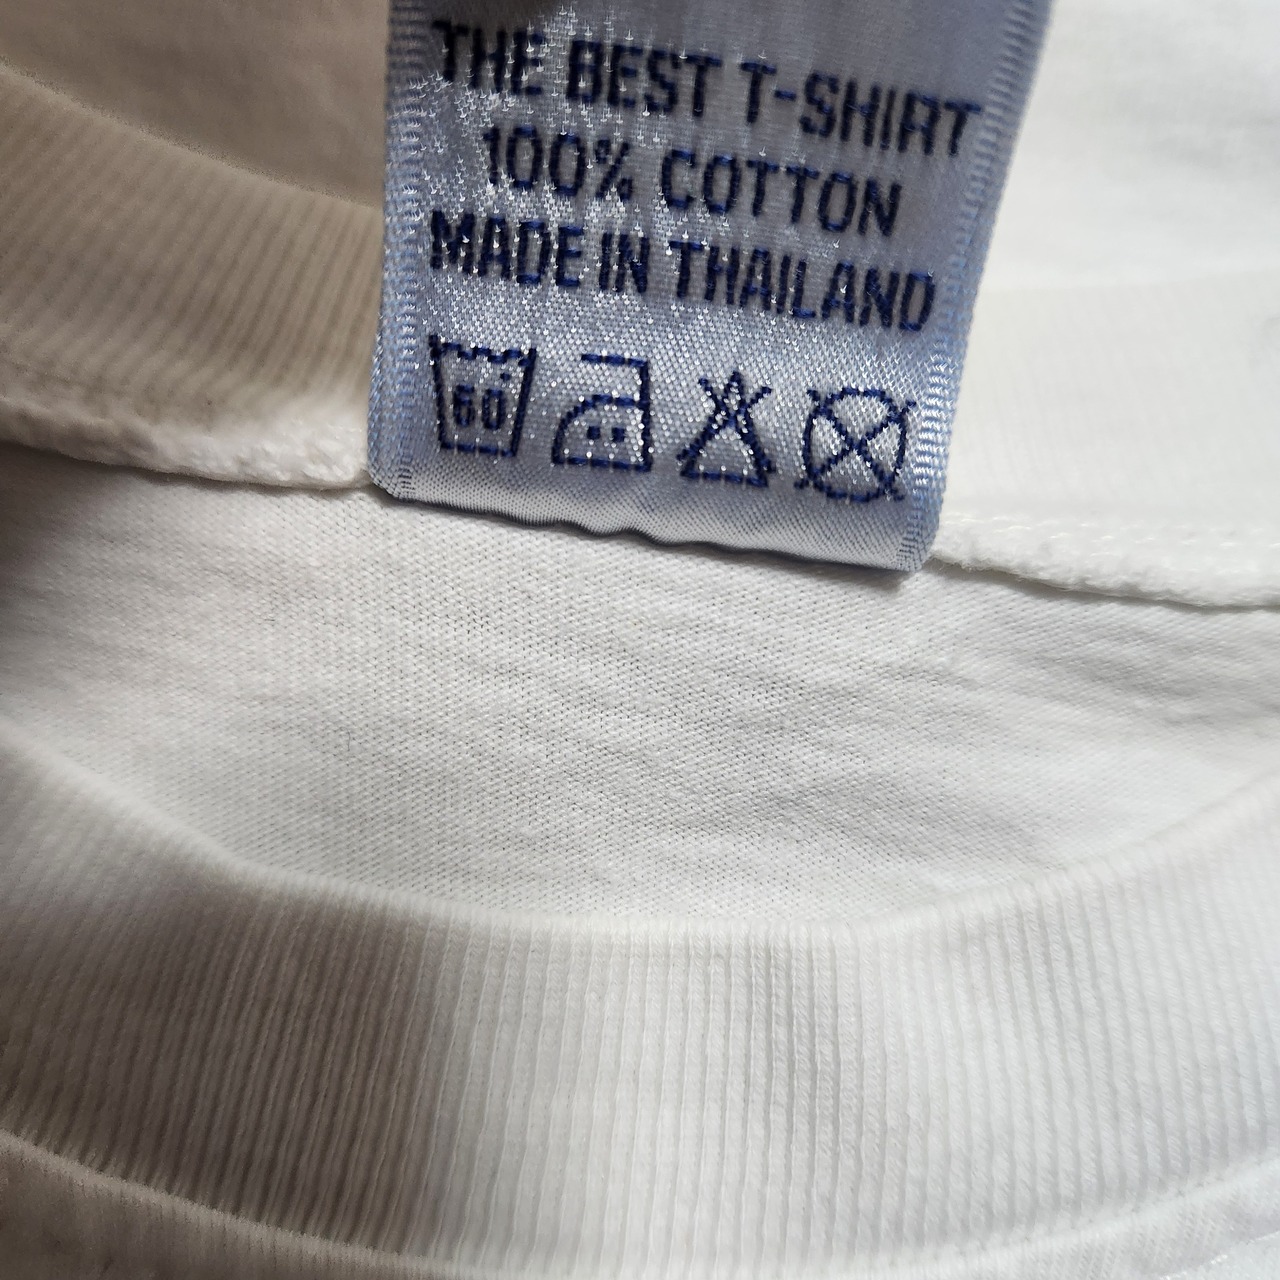 THE BEST T-SHIRT
100% COTTON
MADE IN THAILAND
60°